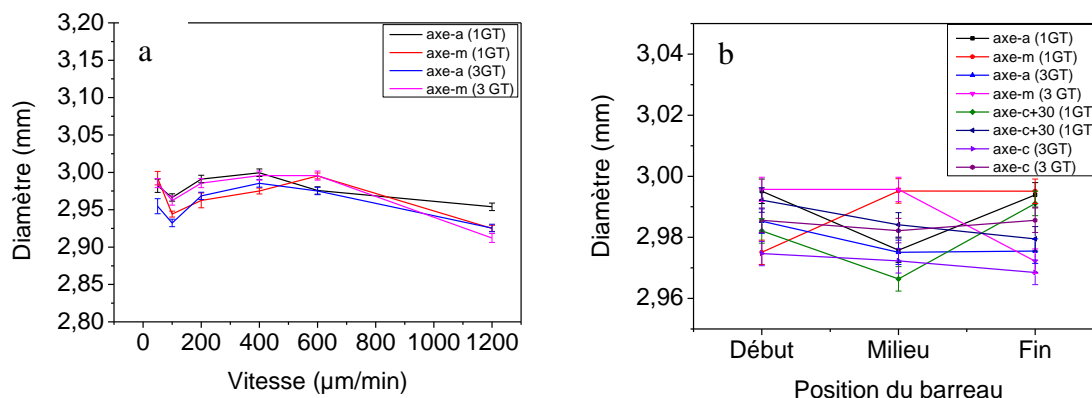 a
axe-a (1GT)
axe-m (1GT)
axe-a (3GT)
axe-m (3 GT)
3,20
3,15
3,10
3,05
3,00
2,95
2,90
2,85
2,80
Diamètre (mm)
0 200 400 600 800 1000 1200
Vitesse (µm/min)
b
axe-a (1GT)
axe-m (1GT)
axe-a (3GT)
axe-m (3 GT)
axe-c+30 (1GT
axe-c+30 (1GT
axe-c (3GT)
axe-c (3 GT)
3,04
3,02
3,00
2,98
2,96
Diamètre (mm)
Début Milieu Fin
Position du barreau